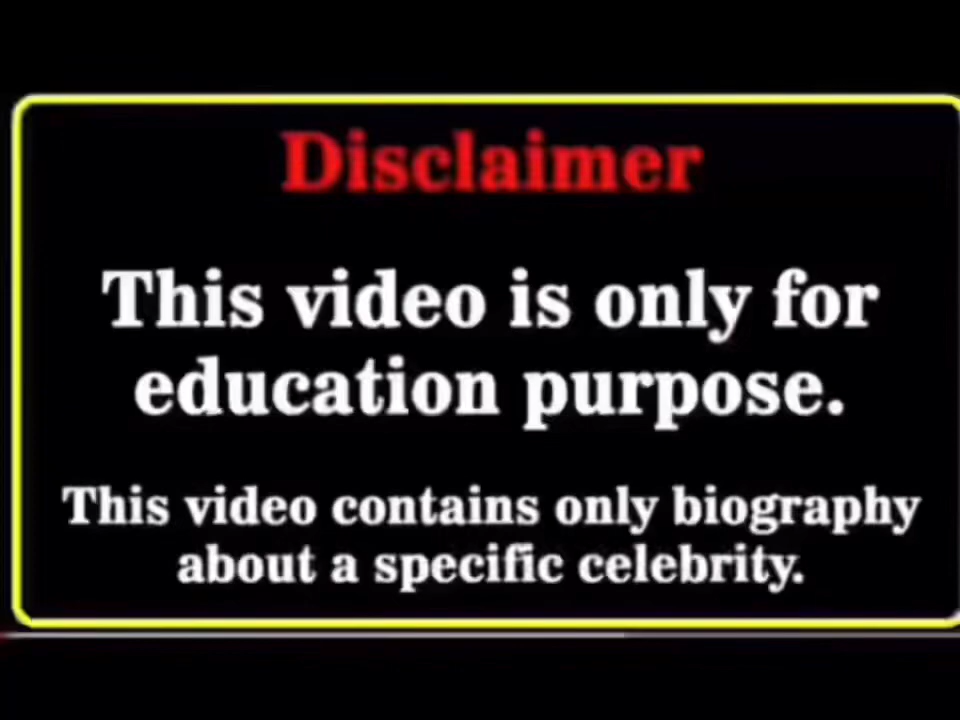 Disclaimer
This video is only for
education purpose.
This video contains only biography
about a specific celebrity.